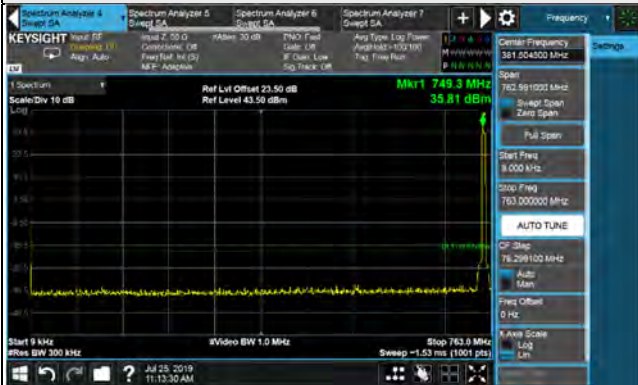 Spectrum Analyzer 4
Swept SA
Spectrum Analyzer 5
Swept SA
Spectrum Analyzer 6
Swept SA
Spectrum Analyzer 7
Swept SA
Frequency
KEYSIGHT Input: RF
Align: Auto
Input Z: 50 Ω
Corrections: Off
Freq Ref: Int (S)
NFE: Adaptive
#Atten: 30 dB
PNO: Fast
Gate: Off
IF Gain: Low
Sig Track: Off
Avg Type: Log-Power
Avg|Hold:>100/100
Trig: Free Run
Center Frequency
381.504500 MHz
Settings
1 Spectrum
Scale/Div 10 dB
Log
Ref Lvl Offset 23.50 dB
Ref Level 43.50 dBm
Mkr1 749.3 MHz
35.81 dBm
Span
762.991000 MHz
Swept Span
Zero Span
Full Span
Start Freq
9.000 kHz
Stop Freq
763.000000 MHz
AUTO TUNE
CF Step
76.299100 MHz
Auto
Man
Freq Offset
0 Hz
X Axis Scale
Log
Lin
Start 9 kHz
#Res BW 300 kHz
#Video BW 1.0 MHz
Stop 763.0 MHz
Sweep ~1.53 ms (1001 pts)
Jul 25, 2019
11:13:30 AM